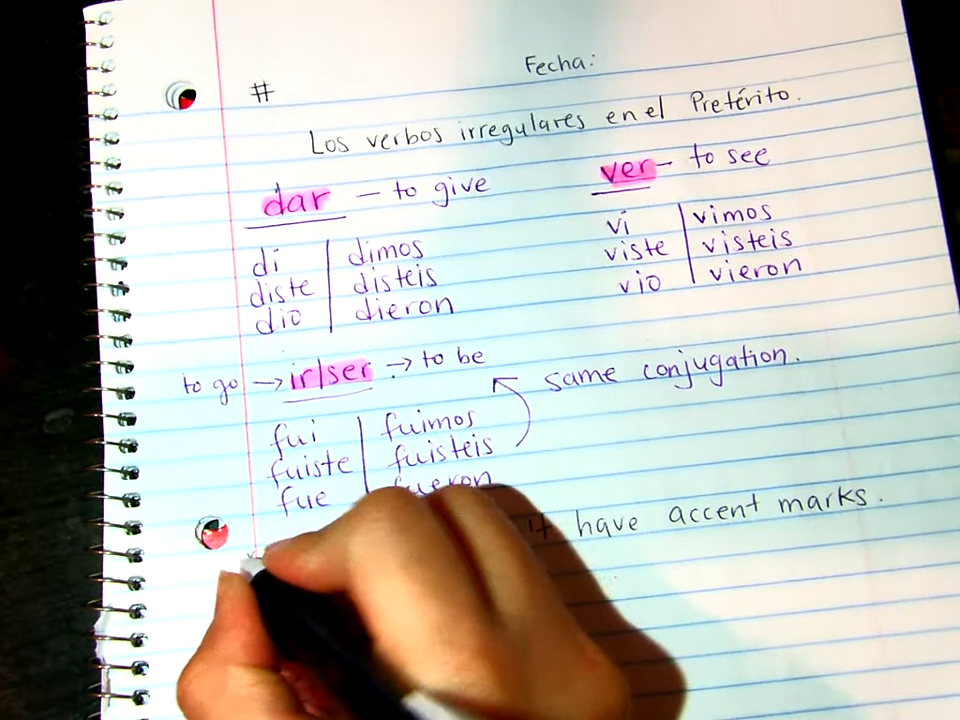 Fecha:
#
Los verbos irregulares en el Pretérito.
dar – to give
di dimos
diste disteis
dio dieron
ver – to see
vi vimos
viste visteis
vio vieron
to go → ir/ser → to be
same conjugation.
fui fuimos
fuiste fuisteis
fue fueron
have accent marks.